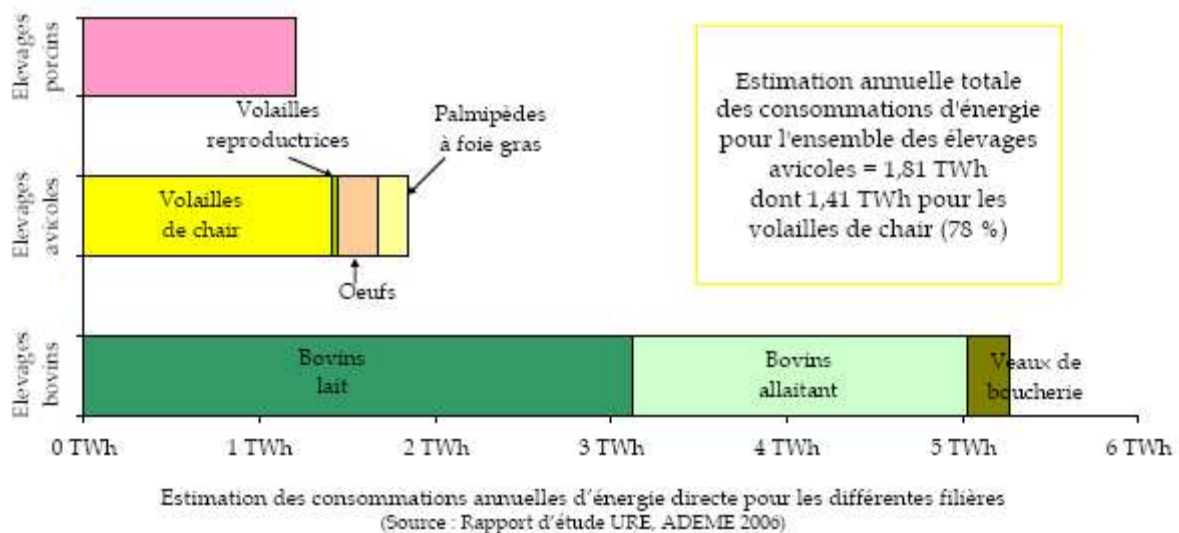 Elevages
porcins
Volailles
reproductrices
Palmipèdes
à foie gras
Estimation annuelle totale
des consommations d'énergie
pour l'ensemble des élevages
avicoles = 1,81 TWh
dont 1,41 TWh pour les
volailles de chair (78 %)
Elevages
avicoles
Volailles
de chair
Oeufs
Elevages
bovins
Bovins
lait
Bovins
allaitant
Veaux de
boucherie
0 TWh 1 TWh 2 TWh 3 TWh 4 TWh 5 TWh 6 TWh
Estimation des consommations annuelles d’énergie directe pour les différentes filières
(Source : Rapport d’étude URE, ADEME 2006)